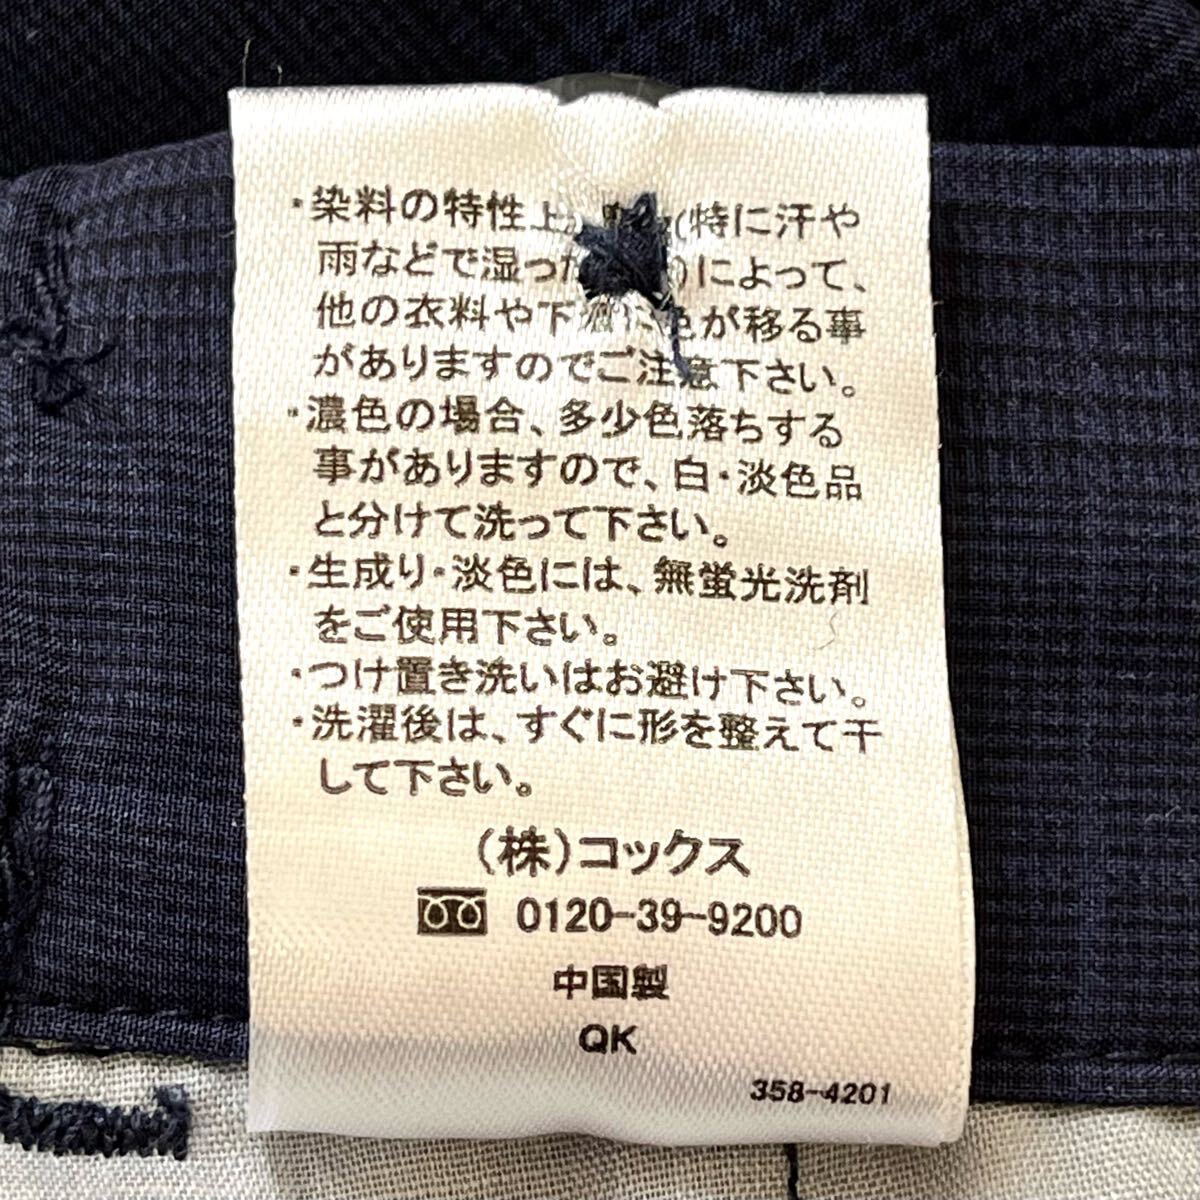 ・染料の特性上、(特に汗や
雨などで湿った)によって、
他の衣料や下着に色が移る事
がありますのでご注意下さい。
・濃色の場合、多少色落ちする
事がありますので、白・淡色品
と分けて洗って下さい。
・生成り・淡色には、無蛍光洗剤
をご使用下さい。
・つけ置き洗いはお避け下さい。
・洗濯後は、すぐに形を整えて干
して下さい。
(株)コックス
0120-39-9200
中国製
QK
358-4201